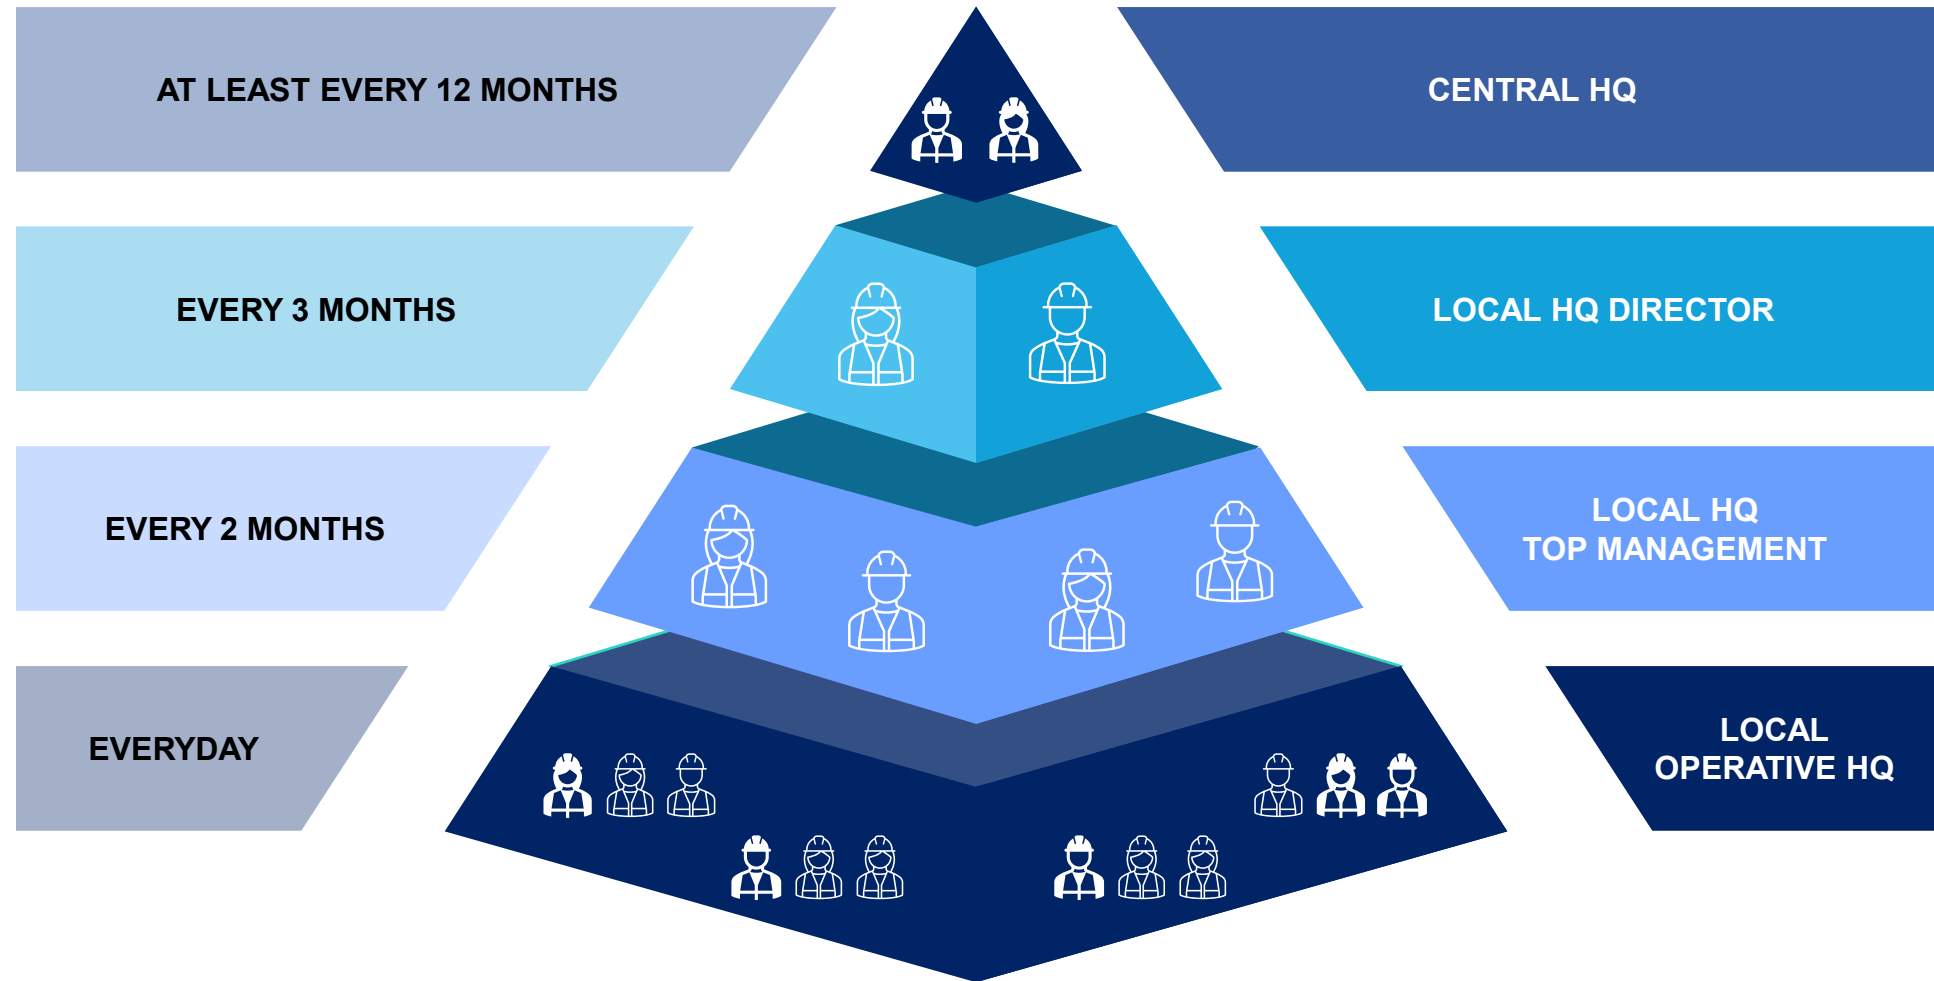 AT LEAST EVERY 12 MONTHS
CENTRAL HQ
EVERY 3 MONTHS
LOCAL HQ DIRECTOR
EVERY 2 MONTHS
LOCAL HQ
TOP MANAGEMENT
EVERYDAY
LOCAL
OPERATIVE HQ